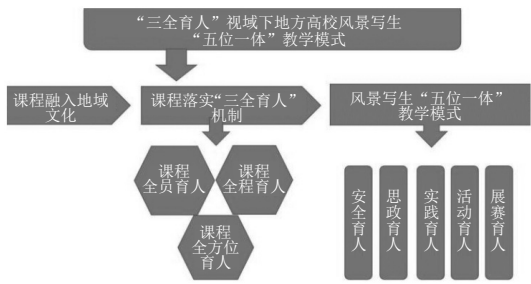 “三全育人”视域下地方高校风景写生
“五位一体”教学模式
课程融入地域
文化
课程落实“三全育人”
机制
风景写生“五位一体”
教学模式
课程
全员育人
课程
全程育人
课程
全方位
育人
安全育人
思政育人
实践育人
活动育人
展赛育人